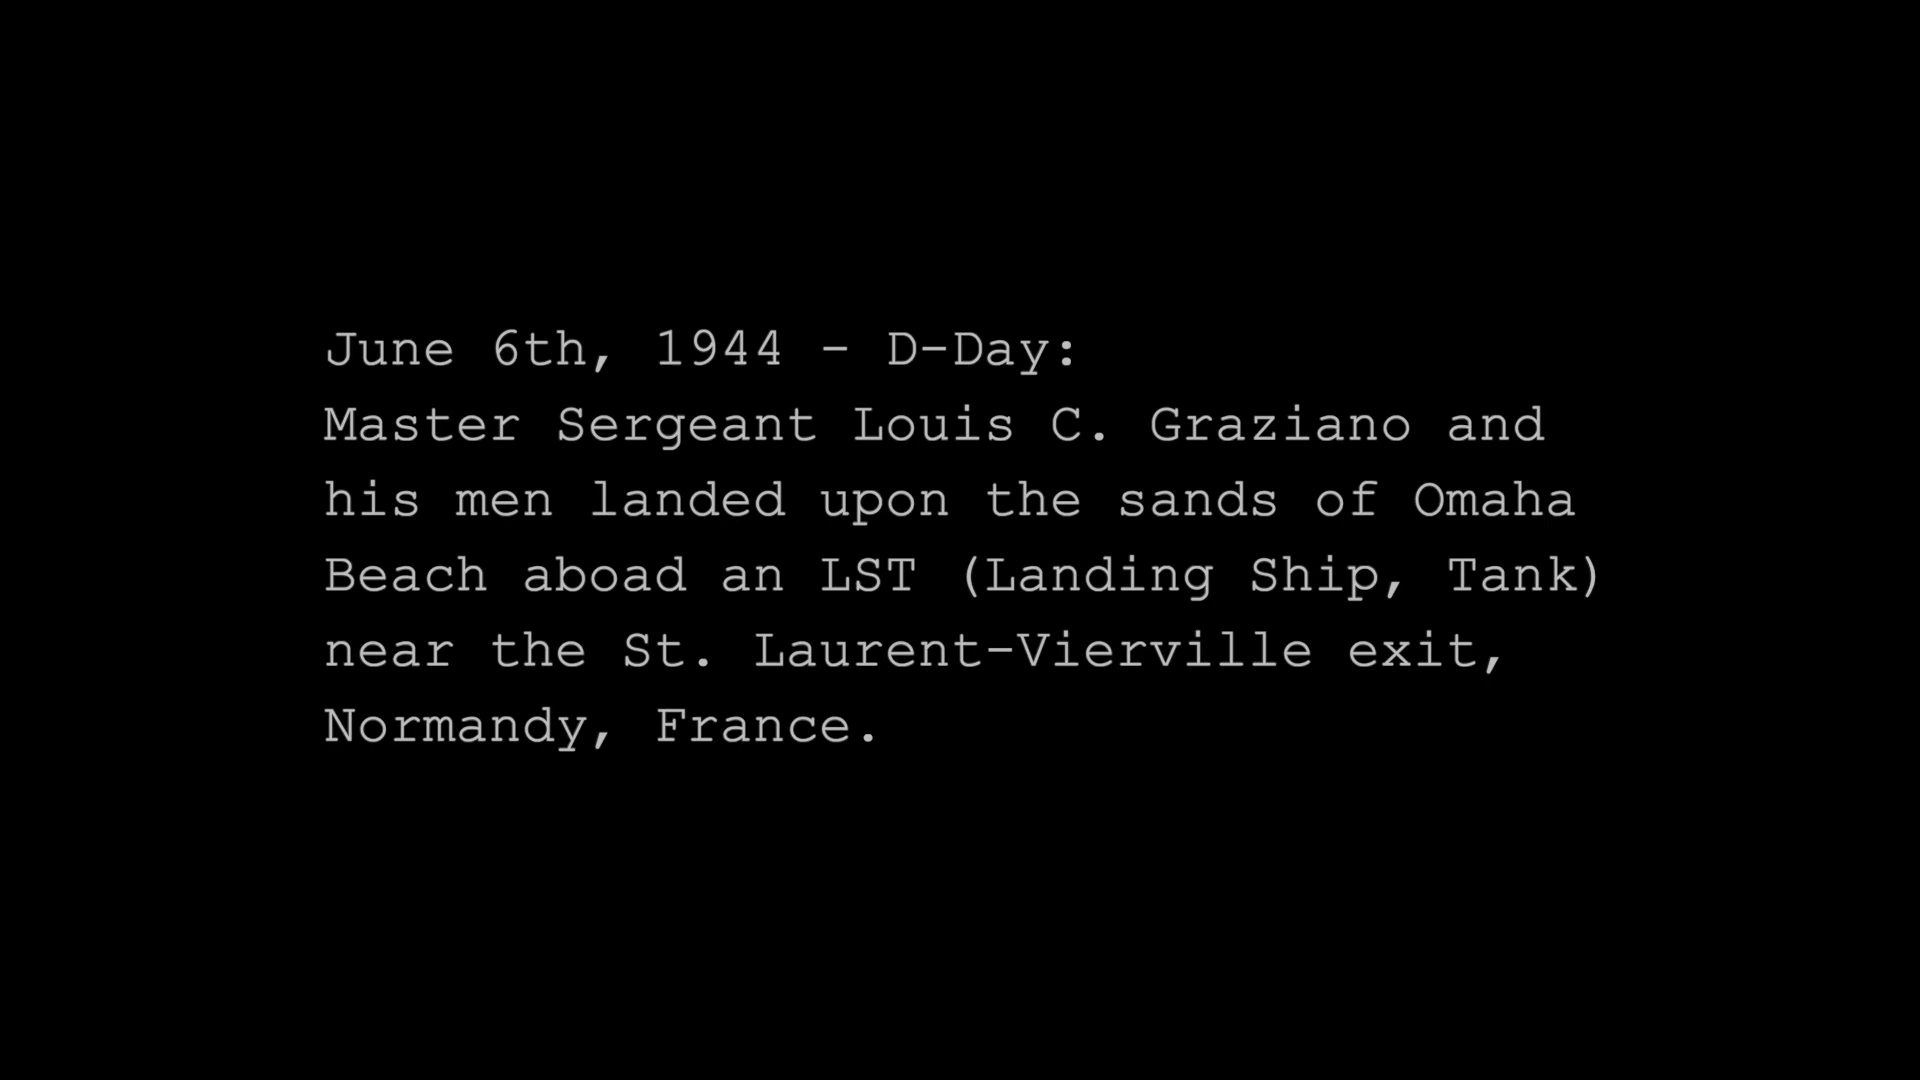 June 6th, 1944 - D-Day:
Master Sergeant Louis C. Graziano and
his men landed upon the sands of Omaha
Beach aboad an LST (Landing Ship, Tank)
near the St. Laurent-Vierville exit,
Normandy, France.